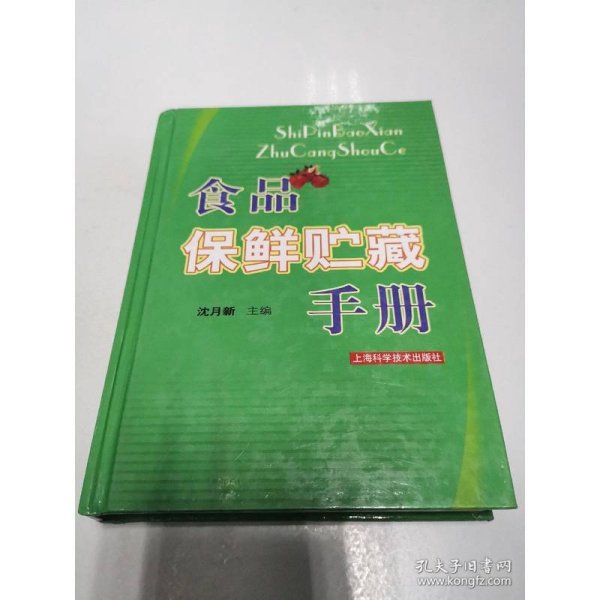 ShiPinBaoXian
ZhuCangShouCe
食品
保鲜贮藏
手册
沈月新 主编
上海科学技术出版社
孔夫子旧书网
www.kongfz.com